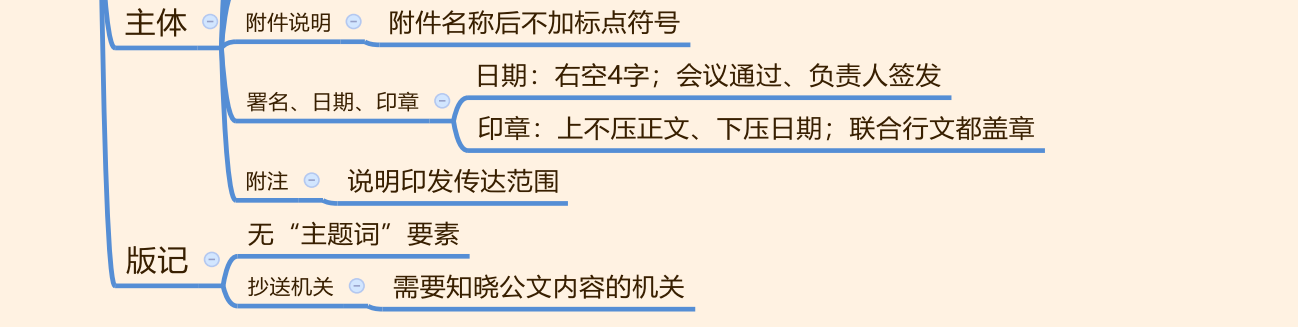 主体
附件说明
附件名称后不加标点符号
署名、日期、印章
日期：右空4字；会议通过、负责人签发
印章：上不压正文、下压日期；联合行文都盖章
附注
说明印发传达范围
版记
无“主题词”要素
抄送机关
需要知晓公文内容的机关